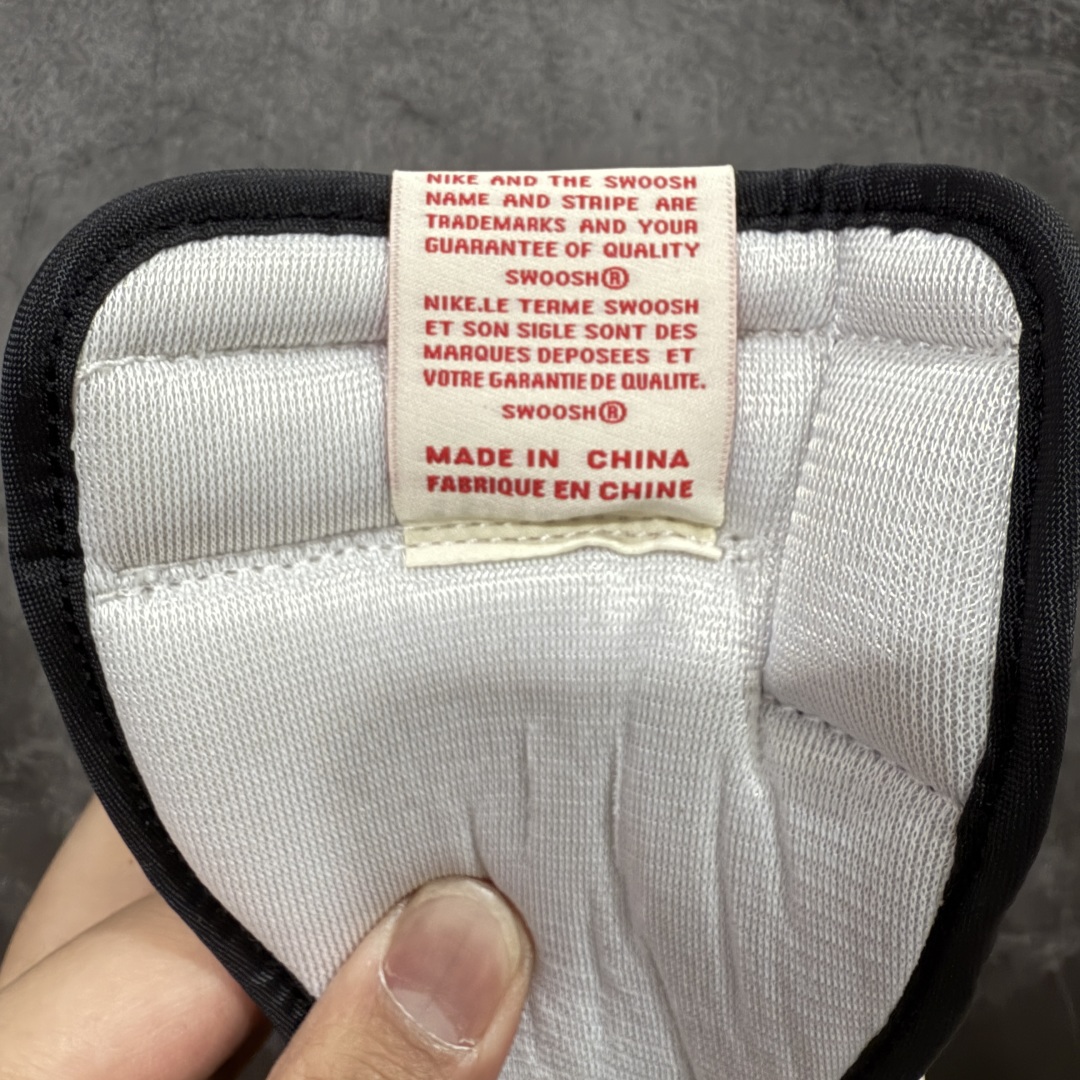 NIKE AND THE SWOOSH
NAME AND STRIPE ARE
TRADEMARKS AND YOUR
GUARANTEE OF QUALITY
SWOOSH®
NIKE.LE TERME SWOOSH
ET SON SIGLE SONT DES
MARQUES DEPOSEES ET
VOTRE GARANTIE DE QUALITE.
SWOOSH®
MADE IN CHINA
FABRIQUE EN CHINE